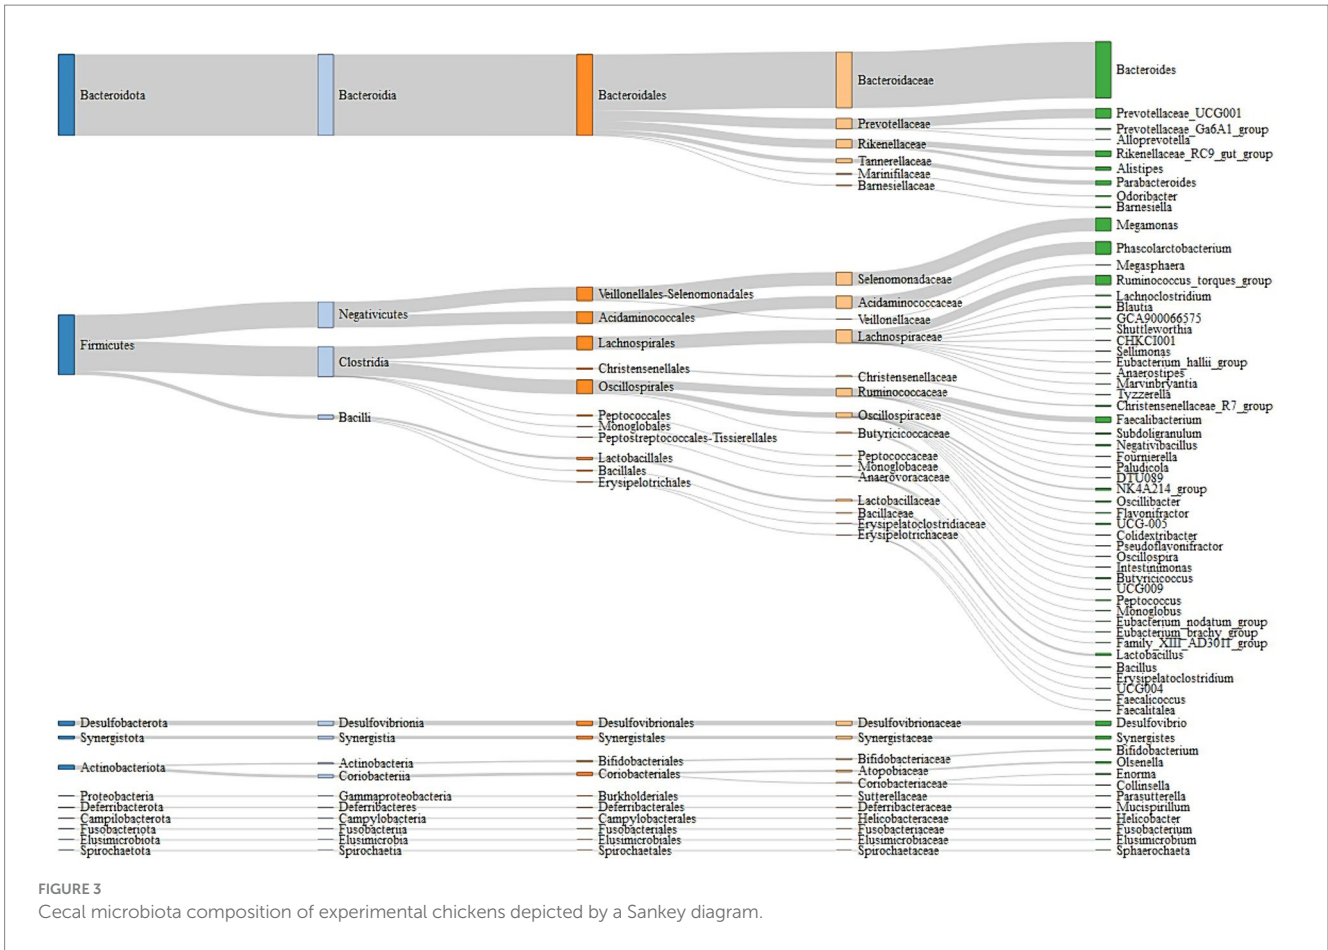 Bacteroidota
Bacteroidia
Bacteroidales
Bacteroidaceae
Prevotellaceae
Rikenellaceae
Tannerellaceae
Marinifilaceae
Barnesiellaceae
Bacteroides
Prevotellaceae_UCG001
Prevotellaceae_Ga6A1_group
Alloprevotella
Rikenellaceae_RC9_gut_group
Alistipes
Parabacteroides
Odoribacter
Barnesiella
Firmicutes
Negativicutes
Clostridia
Bacilli
Veillonellales-Selenomonadales
Acidaminococcales
Lachnospirales
Christensenellales
Oscillospirales
Peptococcales
Monoglobales
Peptostreptococcales-Tissierellales
Lactobacillales
Bacillales
Erysipelotrichales
Selenomonadaceae
Acidaminococcaceae
Veillonellaceae
Lachnospiraceae
Christensenellaceae
Ruminococcaceae
Oscillospiraceae
Butyricicoccaceae
Peptococcaceae
Monoglobaceae
Anaerovoracaceae
Lactobacillaceae
Bacillaceae
Erysipelatoclostridiaceae
Erysipelotrichaceae
Megamonas
Phascolarctobacterium
Megasphaera
Ruminococcus_torques_group
Lachnoclostridium
Blautia
GCA900066575
Shuttleworthia
CHKCI001
Sellimonas
Eubacterium_hallii_group
Anaerostipes
Marvinbryantia
Tyzzerella
Christensenellaceae_R7_group
Faecalibacterium
Subdoligranulum
Negativibacillus
Fournierella
Paludicola
DTU089
NK4A214_group
Oscillibacter
Flavonifractor
UCG-005
Colidextribacter
Pseudoflavonifractor
Oscillospira
Intestinimonas
Butyricicoccus
UCG009
Peptococcus
Monoglobus
Eubacterium_nodatum_group
Eubacterium_brachy_group
Family_XIII_AD3011_group
Lactobacillus
Bacillus
Erysipelatoclostridium
UCG004
Faecalicoccus
Faecalitalea
Desulfobacterota
Desulfovibrionia
Desulfovibrionales
Desulfovibrionaceae
Desulfovibrio
Synergistota
Synergistia
Synergistales
Synergistaceae
Synergistes
Actinobacteriota
Actinobacteria
Coriobacteriia
Bifidobacteriales
Coriobacteriales
Bifidobacteriaceae
Atopobiaceae
Coriobacteriaceae
Bifidobacterium
Olsenella
Enorma
Collinsella
Proteobacteria
Gammaproteobacteria
Burkholderiales
Sutterellaceae
Parasutterella
Deferribacterota
Deferribacteres
Deferribacterales
Deferribacteraceae
Mucispirillum
Campilobacterota
Campylobacteria
Campylobacterales
Helicobacteraceae
Helicobacter
Fusobacteriota
Fusobacteriia
Fusobacteriales
Fusobacteriaceae
Fusobacterium
Elusimicrobiota
Elusimicrobia
Elusimicrobiales
Elusimicrobiaceae
Elusimicrobium
Spirochaetota
Spirochaetia
Spirochaetales
Spirochaetaceae
Sphaerochaeta
FIGURE 3
Cecal microbiota composition of experimental chickens depicted by a Sankey diagram.